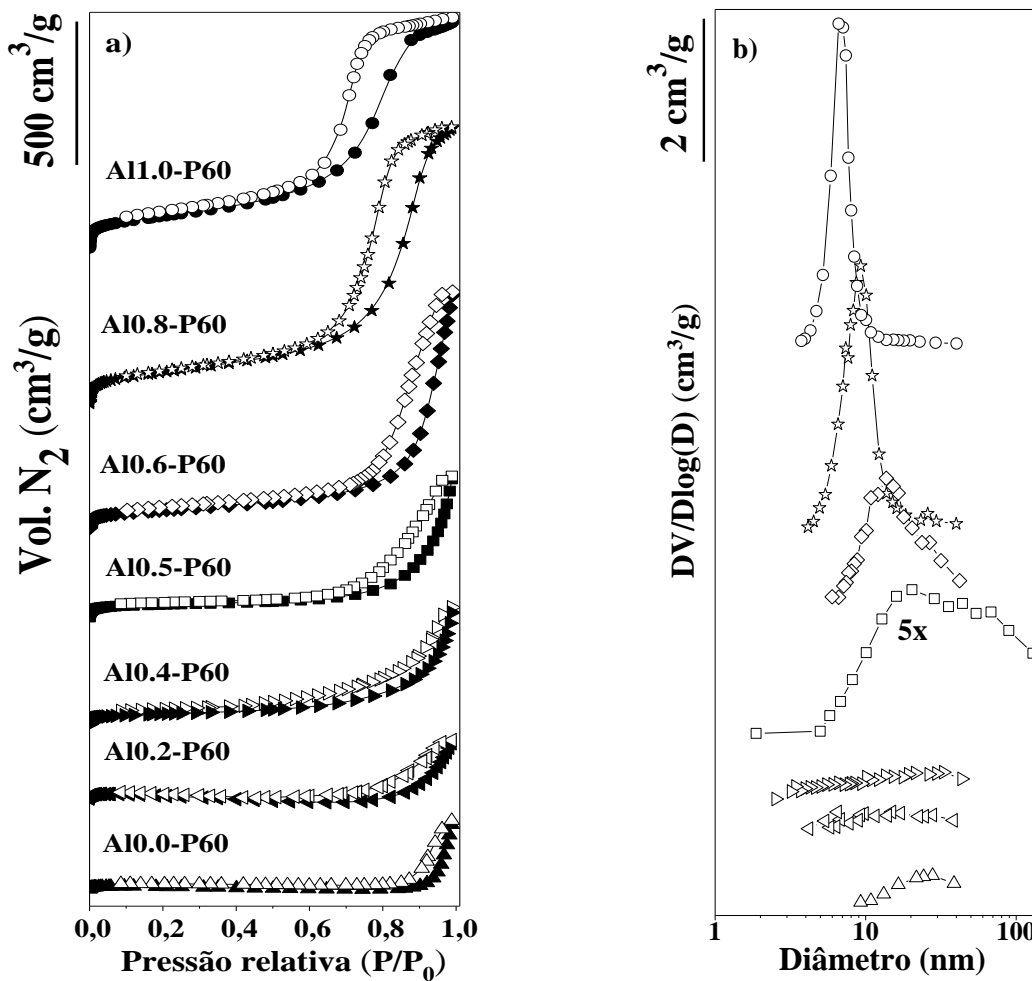 a)
500 cm³/g
Vol. N₂ (cm³/g)
Al1.0-P60
Al0.8-P60
Al0.6-P60
Al0.5-P60
Al0.4-P60
Al0.2-P60
Al0.0-P60
0,0 0,2 0,4 0,6 0,8 1,0
Pressão relativa (P/P₀)
b)
2 cm³/g
DV/Dlog(D) (cm³/g)
5x
1 10 100
Diâmetro (nm)